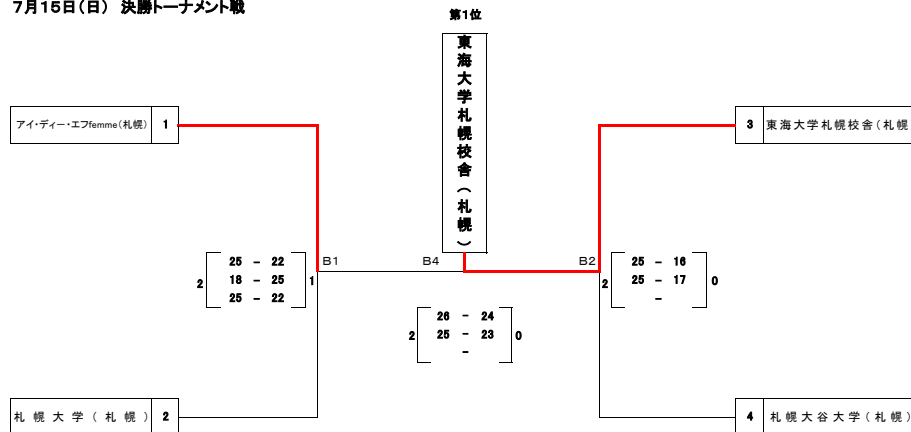 7月15日（日） 決勝トーナメント戦
第1位
東海大学札幌校舎（札幌）
アイ・ディー・エフfemme（札幌） 1
3 東海大学札幌校舎（札幌
B1
B4
B2
2 25 - 22 1
18 - 25
25 - 22
2 25 - 16 0
25 - 17
-
2 26 - 24 0
25 - 23
-
札幌大学（札幌） 2
4 札幌大谷大学（札幌）